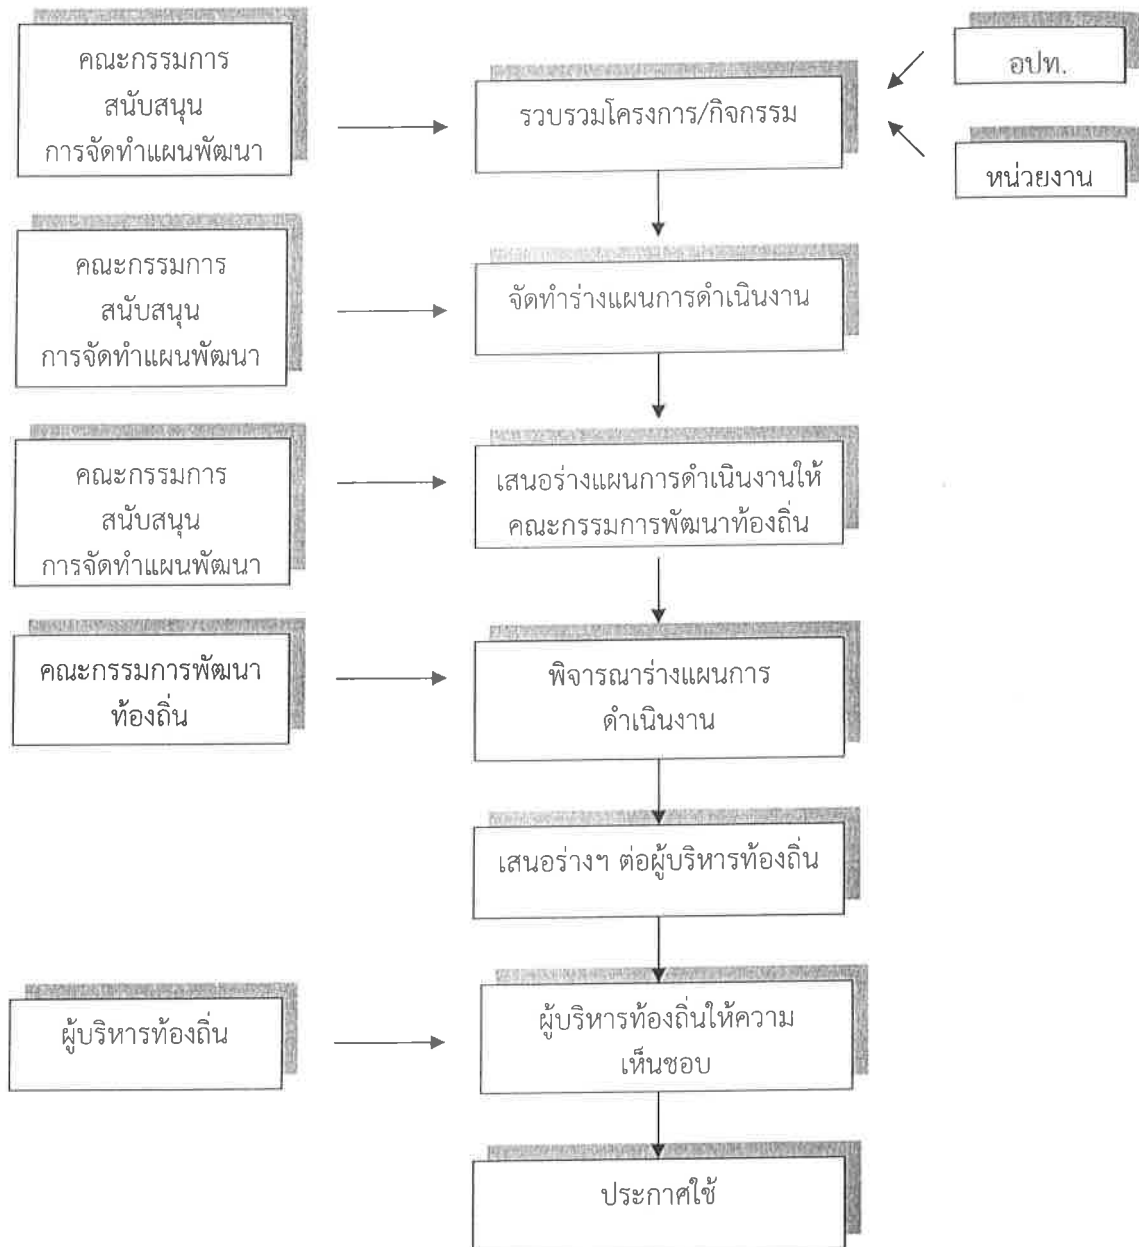 คณะกรรมการ
สนับสนุน
การจัดทำแผนพัฒนา
รวบรวมโครงการ/กิจกรรม
อปท.
หน่วยงาน
คณะกรรมการ
สนับสนุน
การจัดทำแผนพัฒนา
จัดทำร่างแผนการดำเนินงาน
คณะกรรมการ
สนับสนุน
การจัดทำแผนพัฒนา
เสนอร่างแผนการดำเนินงานให้
คณะกรรมการพัฒนาท้องถิ่น
คณะกรรมการพัฒนา
ท้องถิ่น
พิจารณาร่างแผนการ
ดำเนินงาน
เสนอร่างฯ ต่อผู้บริหารท้องถิ่น
ผู้บริหารท้องถิ่น
ผู้บริหารท้องถิ่นให้ความ
เห็นชอบ
ประกาศใช้